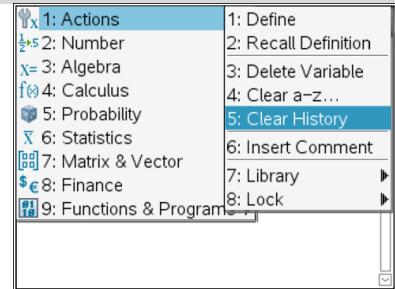 1: Actions
2: Number
3: Algebra
4: Calculus
5: Probability
6: Statistics
7: Matrix & Vector
8: Finance
9: Functions & Programs
1: Define
2: Recall Definition
3: Delete Variable
4: Clear a-z...
5: Clear History
6: Insert Comment
7: Library
8: Lock